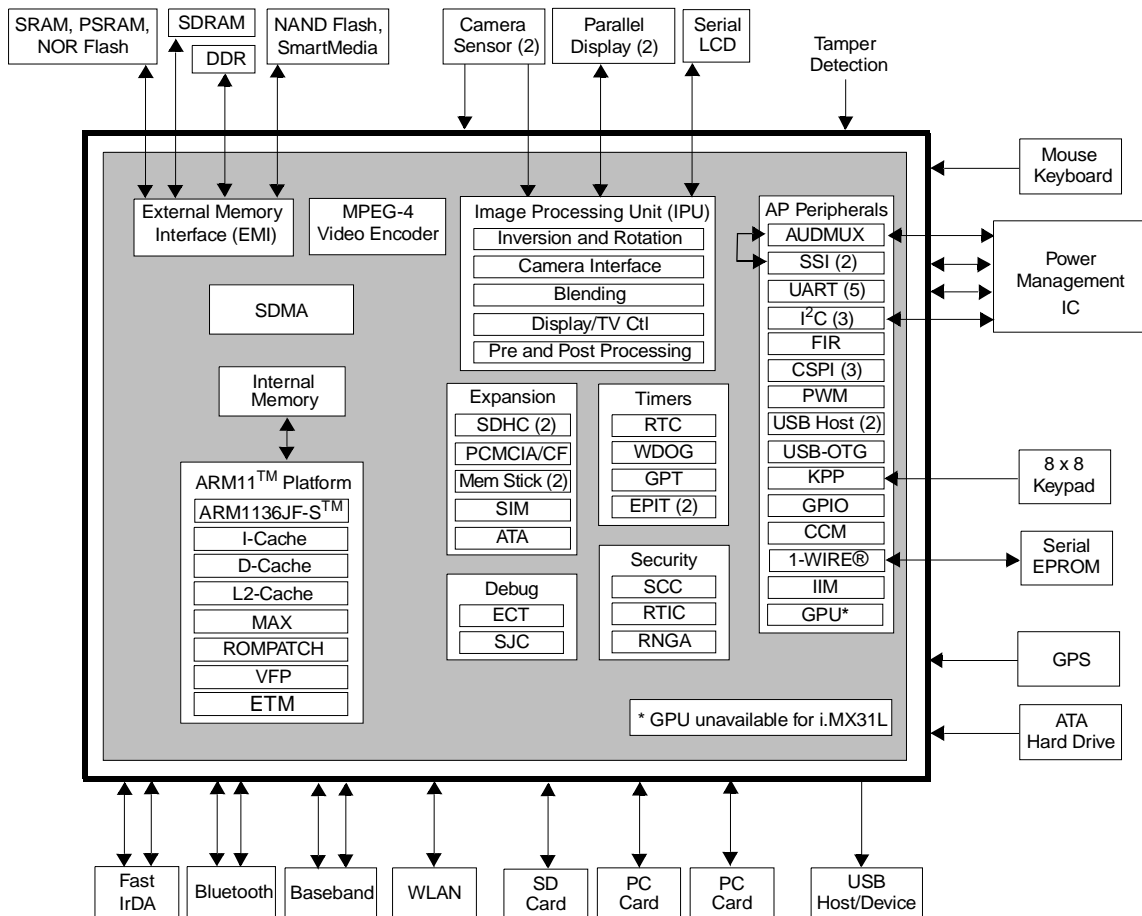 SRAM, PSRAM,
NOR Flash
SDRAM
DDR
NAND Flash,
SmartMedia
Camera
Sensor (2)
Parallel
Display (2)
Serial
LCD
Tamper
Detection
External Memory
Interface (EMI)
MPEG-4
Video Encoder
SDMA
Internal
Memory
ARM11™ Platform
ARM1136JF-S™
I-Cache
D-Cache
L2-Cache
MAX
ROMPATCH
VFP
ETM
Image Processing Unit (IPU)
Inversion and Rotation
Camera Interface
Blending
Display/TV Ctl
Pre and Post Processing
Expansion
SDHC (2)
PCMCIA/CF
Mem Stick (2)
SIM
ATA
Debug
ECT
SJC
Timers
RTC
WDOG
GPT
EPIT (2)
Security
SCC
RTIC
RNGA
AP Peripherals
AUDMUX
SSI (2)
UART (5)
I²C (3)
FIR
CSPI (3)
PWM
USB Host (2)
USB-OTG
KPP
GPIO
CCM
1-WIRE®
IIM
GPU*
* GPU unavailable for i.MX31L
Mouse
Keyboard
Power
Management
IC
8 x 8
Keypad
Serial
EPROM
GPS
ATA
Hard Drive
Fast
IrDA
Bluetooth
Baseband
WLAN
SD
Card
PC
Card
PC
Card
USB
Host/Device